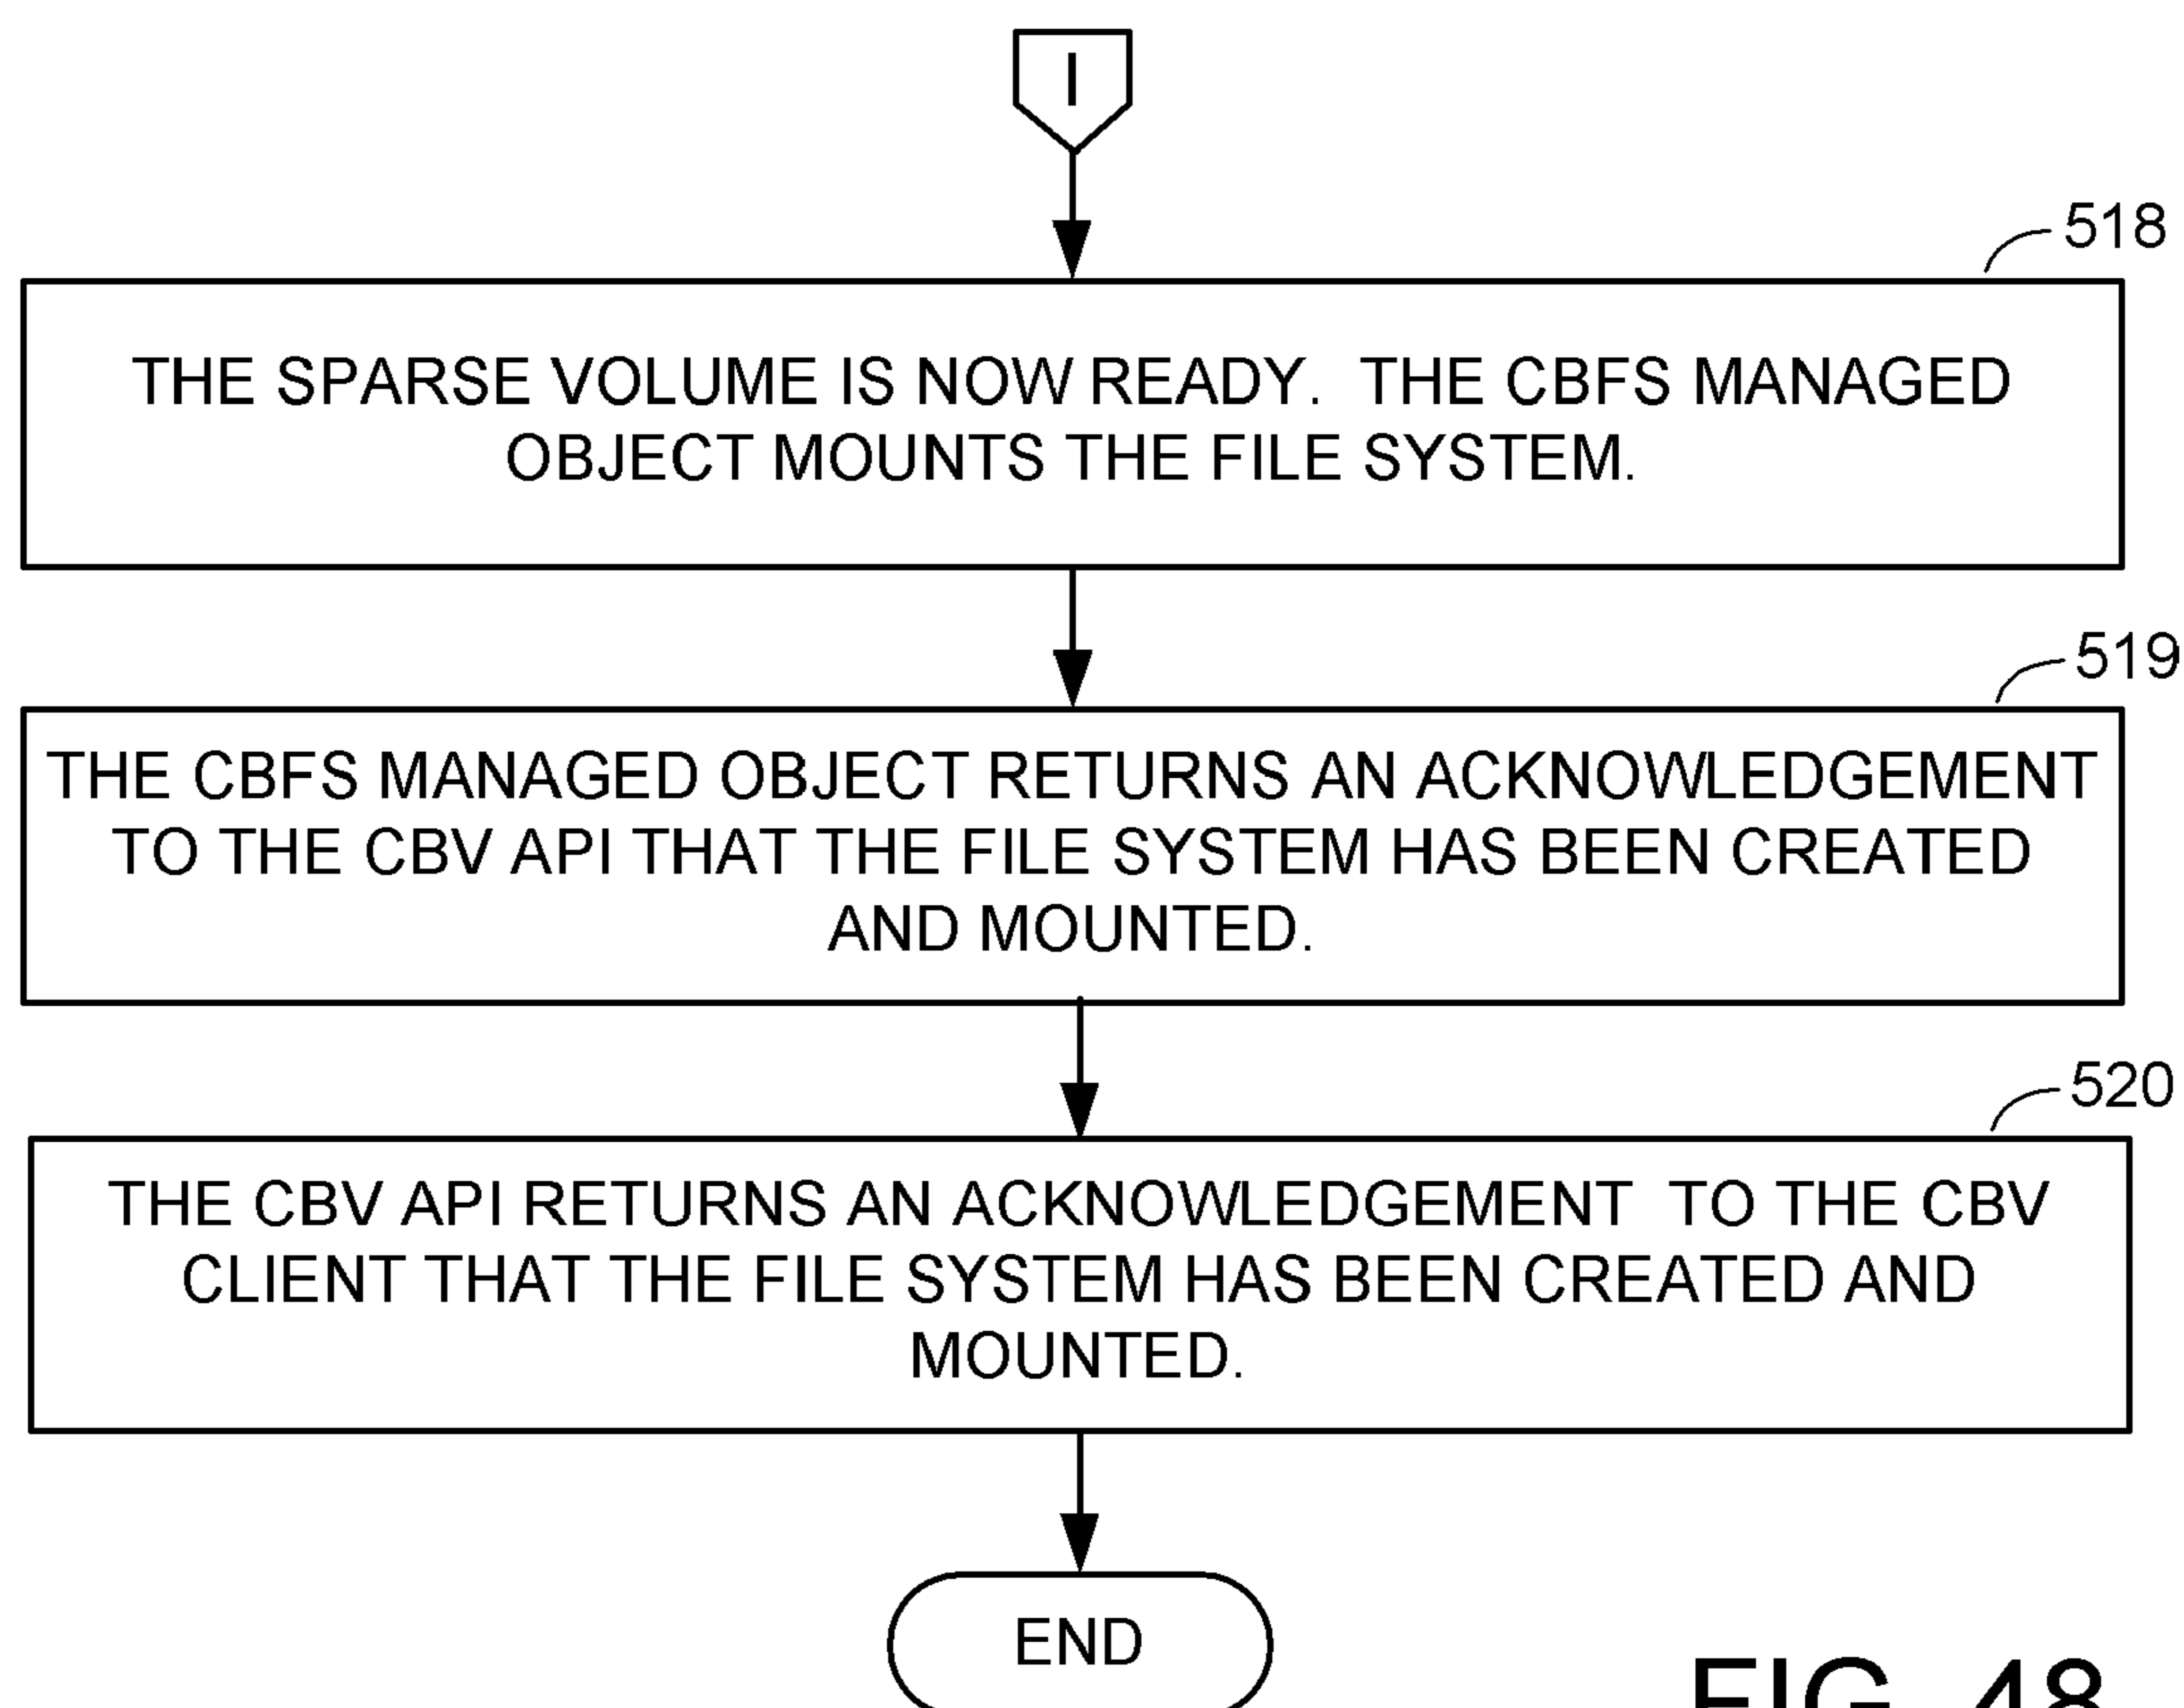 I
518
THE SPARSE VOLUME IS NOW READY. THE CBFS MANAGED
OBJECT MOUNTS THE FILE SYSTEM.
519
THE CBFS MANAGED OBJECT RETURNS AN ACKNOWLEDGEMENT
TO THE CBV API THAT THE FILE SYSTEM HAS BEEN CREATED
AND MOUNTED.
520
THE CBV API RETURNS AN ACKNOWLEDGEMENT TO THE CBV
CLIENT THAT THE FILE SYSTEM HAS BEEN CREATED AND
MOUNTED.
END
FIG. 48